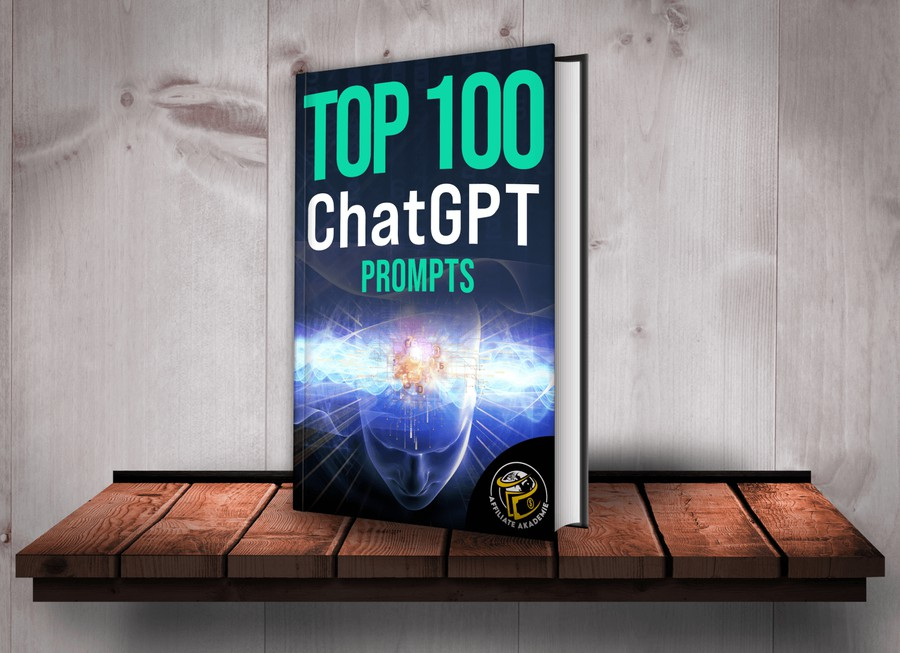 TOP 100
ChatGPT
PROMPTS
AFFILIATE AKADEMIE